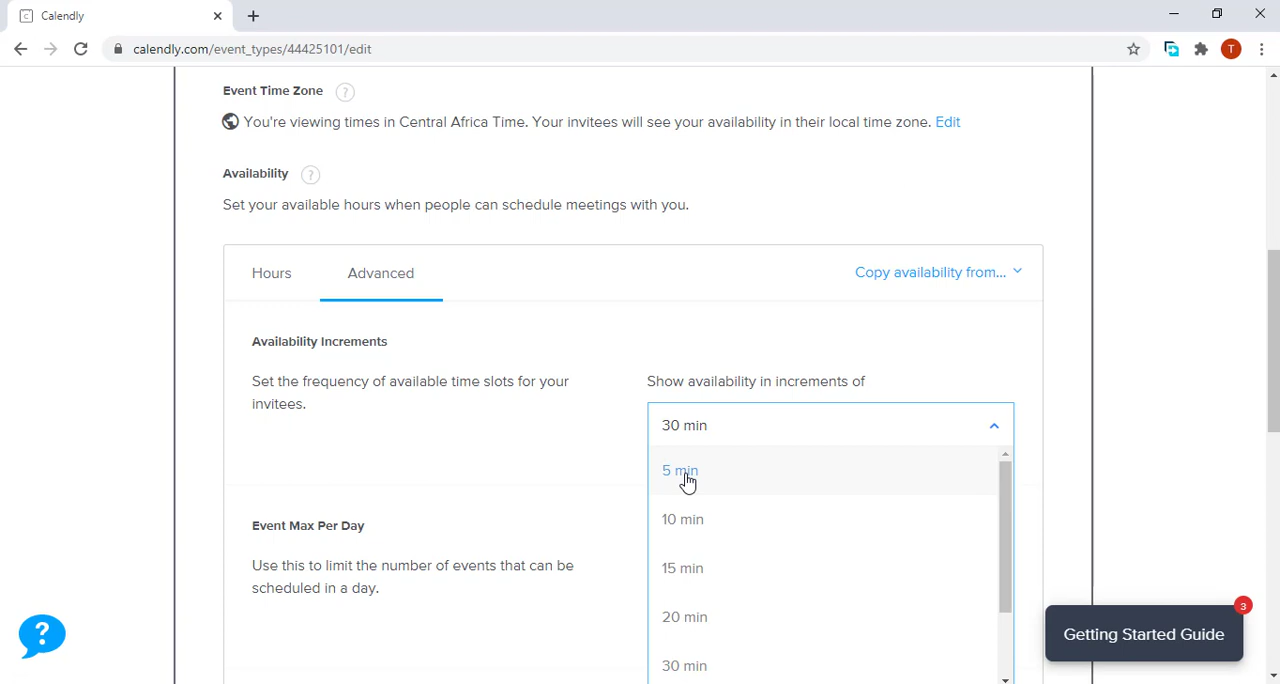 Calendly
calendly.com/event_types/44425101/edit
T
Event Time Zone ?
You're viewing times in Central Africa Time. Your invitees will see your availability in their local time zone. Edit
Availability ?
Set your available hours when people can schedule meetings with you.
Hours Advanced Copy availability from...
Availability Increments
Set the frequency of available time slots for your
invitees.
Show availability in increments of
30 min
5 min
10 min
15 min
20 min
30 min
Event Max Per Day
Use this to limit the number of events that can be
scheduled in a day.
?
3
Getting Started Guide